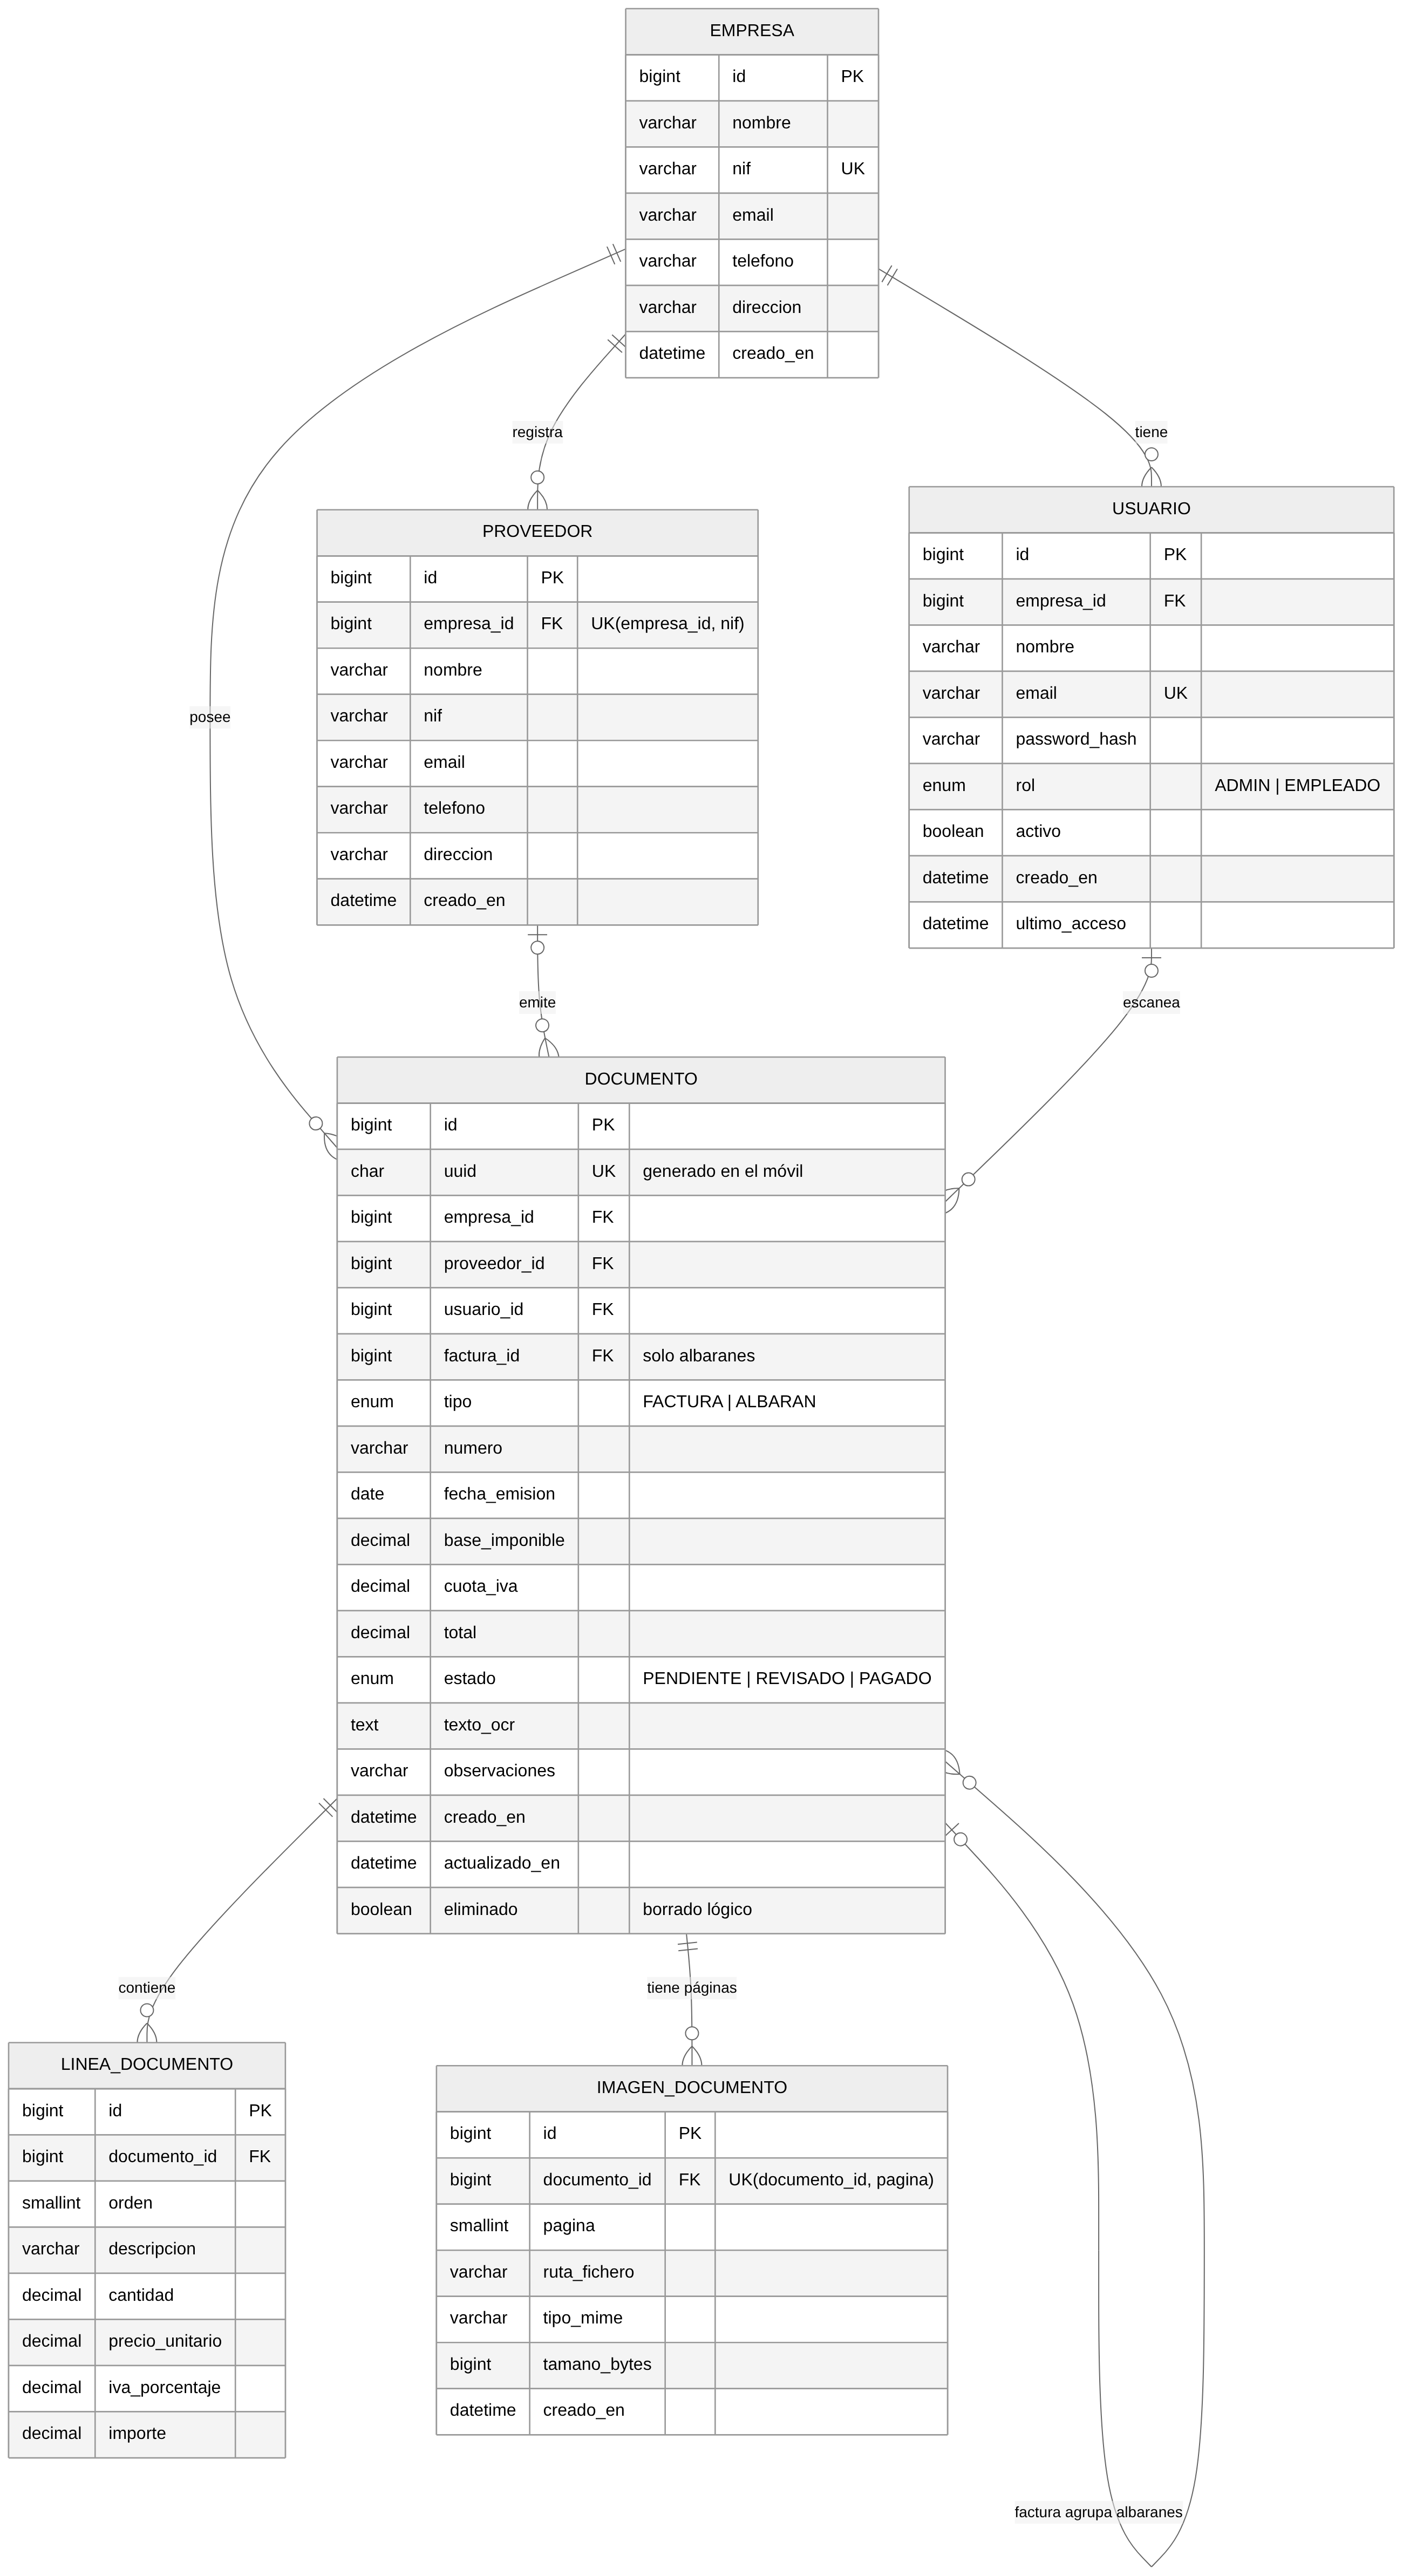 EMPRESA
bigint id PK
varchar nombre
varchar nif UK
varchar email
varchar telefono
varchar direccion
datetime creado_en
registra
tiene
posee
PROVEEDOR
bigint id PK
bigint empresa_id FK UK(empresa_id, nif)
varchar nombre
varchar nif
varchar email
varchar telefono
varchar direccion
datetime creado_en
USUARIO
bigint id PK
bigint empresa_id FK
varchar nombre
varchar email UK
varchar password_hash
enum rol ADMIN | EMPLEADO
boolean activo
datetime creado_en
datetime ultimo_acceso
emite
escanea
DOCUMENTO
bigint id PK
char uuid UK generado en el móvil
bigint empresa_id FK
bigint proveedor_id FK
bigint usuario_id FK
bigint factura_id FK solo albaranes
enum tipo FACTURA | ALBARAN
varchar numero
date fecha_emision
decimal base_imponible
decimal cuota_iva
decimal total
enum estado PENDIENTE | REVISADO | PAGADO
text texto_ocr
varchar observaciones
datetime creado_en
datetime actualizado_en
boolean eliminado borrado lógico
contiene
tiene páginas
LINEA_DOCUMENTO
bigint id PK
bigint documento_id FK
smallint orden
varchar descripcion
decimal cantidad
decimal precio_unitario
decimal iva_porcentaje
decimal importe
IMAGEN_DOCUMENTO
bigint id PK
bigint documento_id FK UK(documento_id, pagina)
smallint pagina
varchar ruta_fichero
varchar tipo_mime
bigint tamano_bytes
datetime creado_en
factura agrupa albaranes